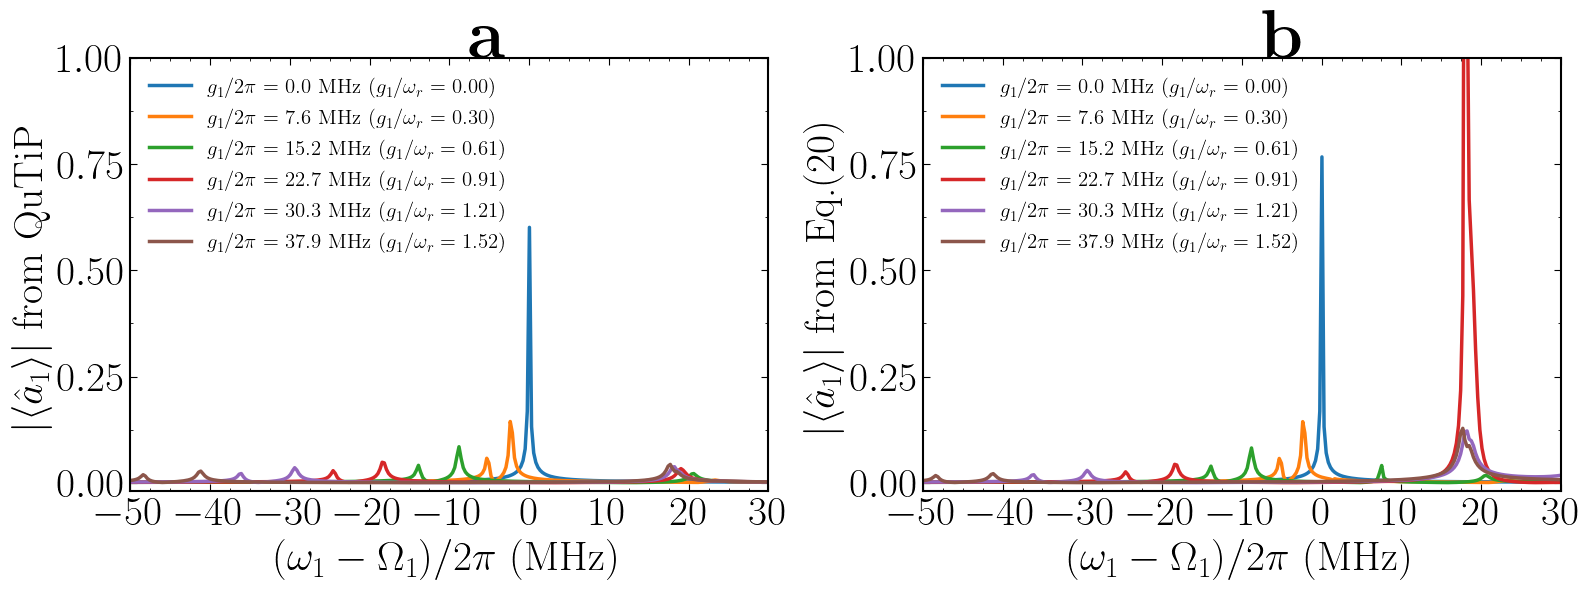 a
|⟨â₁⟩| from QuTiP
1.00
0.75
0.50
0.25
0.00
g₁/2π = 0.0 MHz (g₁/ωᵣ = 0.00)
g₁/2π = 7.6 MHz (g₁/ωᵣ = 0.30)
g₁/2π = 15.2 MHz (g₁/ωᵣ = 0.61)
g₁/2π = 22.7 MHz (g₁/ωᵣ = 0.91)
g₁/2π = 30.3 MHz (g₁/ωᵣ = 1.21)
g₁/2π = 37.9 MHz (g₁/ωᵣ = 1.52)
−50 −40 −30 −20 −10 0 10 20 30
(ω₁ − Ω₁)/2π (MHz)
b
|⟨â₁⟩| from Eq.(20)
1.00
0.75
0.50
0.25
0.00
g₁/2π = 0.0 MHz (g₁/ωᵣ = 0.00)
g₁/2π = 7.6 MHz (g₁/ωᵣ = 0.30)
g₁/2π = 15.2 MHz (g₁/ωᵣ = 0.61)
g₁/2π = 22.7 MHz (g₁/ωᵣ = 0.91)
g₁/2π = 30.3 MHz (g₁/ωᵣ = 1.21)
g₁/2π = 37.9 MHz (g₁/ωᵣ = 1.52)
−50 −40 −30 −20 −10 0 10 20 30
(ω₁ − Ω₁)/2π (MHz)